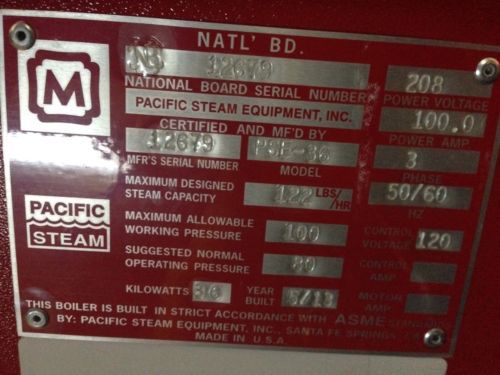 NATL' BD.
M
NB 12679
NATIONAL BOARD SERIAL NUMBER
208
POWER VOLTAGE
PACIFIC STEAM EQUIPMENT, INC.
CERTIFIED AND MF'D BY
100.0
POWER AMP
12679
MFR'S SERIAL NUMBER
PSE-36
MODEL
3
PHASE
MAXIMUM DESIGNED
STEAM CAPACITY
122 LBS/HR
50/60
HZ
PACIFIC
STEAM
MAXIMUM ALLOWABLE
WORKING PRESSURE
100
CONTROL
VOLTAGE 120
SUGGESTED NORMAL
OPERATING PRESSURE
80
CONTROL
AMP
KILOWATTS 36
YEAR
BUILT
MOTOR
AMP
THIS BOILER IS BUILT IN STRICT ACCORDANCE WITH ASME
BY: PACIFIC STEAM EQUIPMENT, INC., SANTA FE SPRINGS, CA
MADE IN U.S.A.